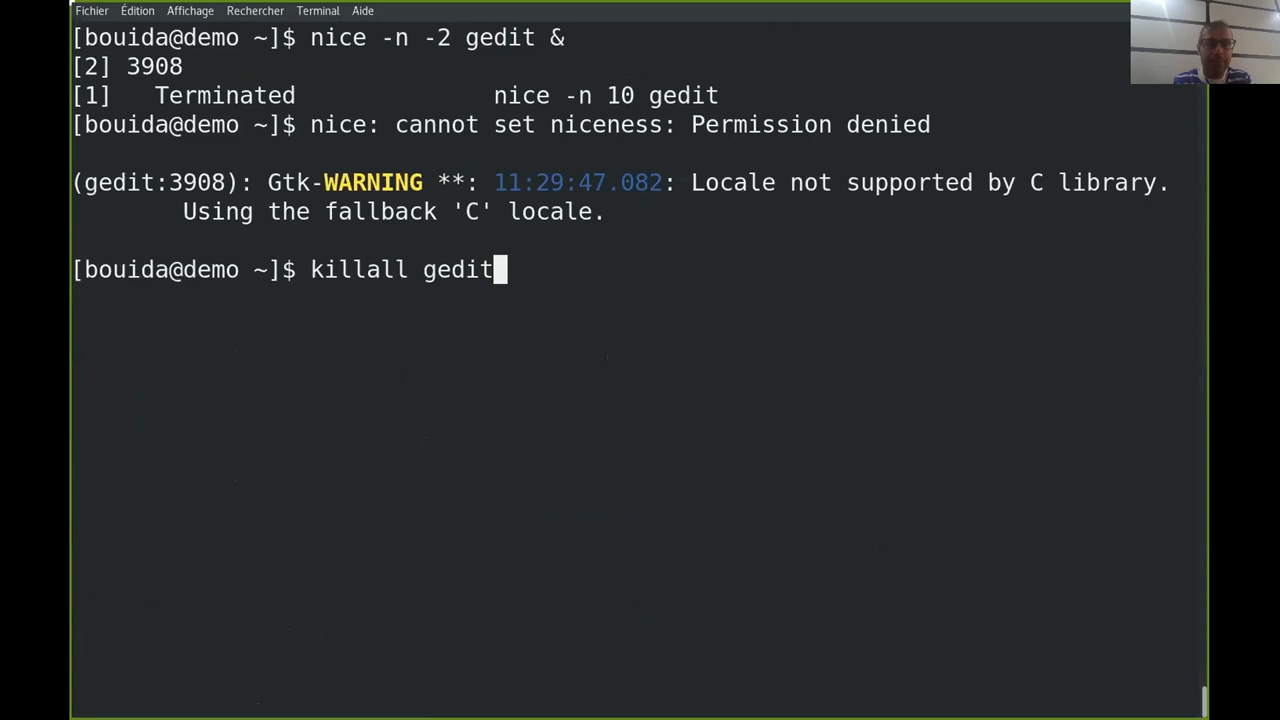 Fichier Édition Affichage Rechercher Terminal Aide
[bouida@demo ~]$ nice -n -2 gedit &
[2] 3908
[1]   Terminated              nice -n 10 gedit
[bouida@demo ~]$ nice: cannot set niceness: Permission denied
(gedit:3908): Gtk-WARNING **: 11:29:47.082: Locale not supported by C library.
        Using the fallback 'C' locale.
[bouida@demo ~]$ killall gedit